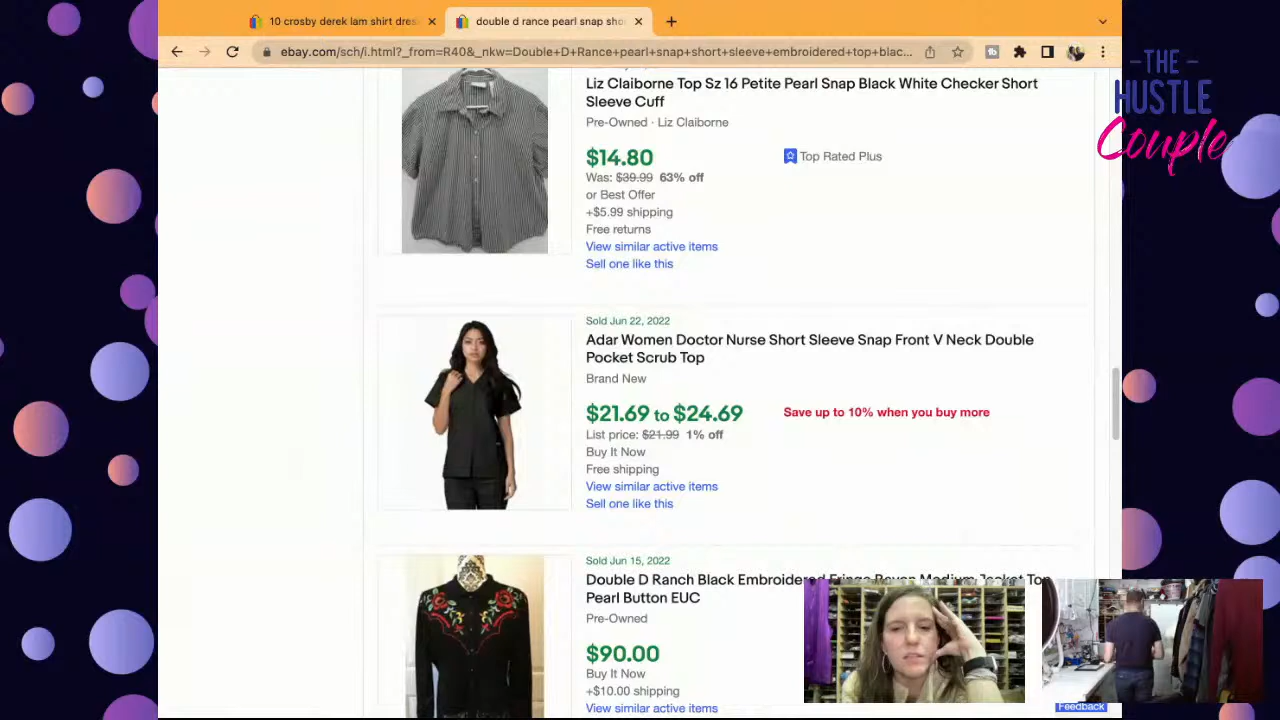 10 crosby derek lam shirt dres
double d rance pearl snap sho
ebay.com/sch/i.html?_from=R40&_nkw=Double+D+Rance+pearl+snap+short+sleeve+embroidered+top+blac...
-THE-
HUSTLE
Couple
Liz Claiborne Top Sz 16 Petite Pearl Snap Black White Checker Short
Sleeve Cuff
Pre-Owned · Liz Claiborne
$14.80
Top Rated Plus
Was: $39.99 63% off
or Best Offer
+$5.99 shipping
Free returns
View similar active items
Sell one like this
Sold Jun 22, 2022
Adar Women Doctor Nurse Short Sleeve Snap Front V Neck Double
Pocket Scrub Top
Brand New
$21.69 to $24.69
Save up to 10% when you buy more
List price: $21.99 1% off
Buy It Now
Free shipping
View similar active items
Sell one like this
Sold Jun 15, 2022
Double D Ranch Black Embroidered Fringe Raven Medium Jacket Top
Pearl Button EUC
Pre-Owned
$90.00
Buy It Now
+$10.00 shipping
View similar active items
Feedback